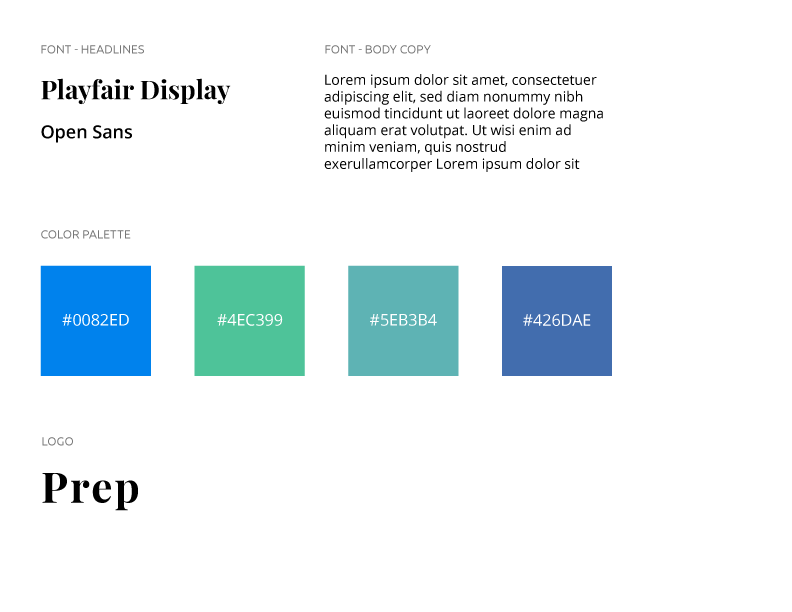 FONT - HEADLINES
Playfair Display
Open Sans
FONT - BODY COPY
Lorem ipsum dolor sit amet, consectetuer
adipiscing elit, sed diam nonummy nibh
euismod tincidunt ut laoreet dolore magna
aliquam erat volutpat. Ut wisi enim ad
minim veniam, quis nostrud
exerullamcorper Lorem ipsum dolor sit
COLOR PALETTE
#0082ED
#4EC399
#5EB3B4
#426DAE
LOGO
Prep